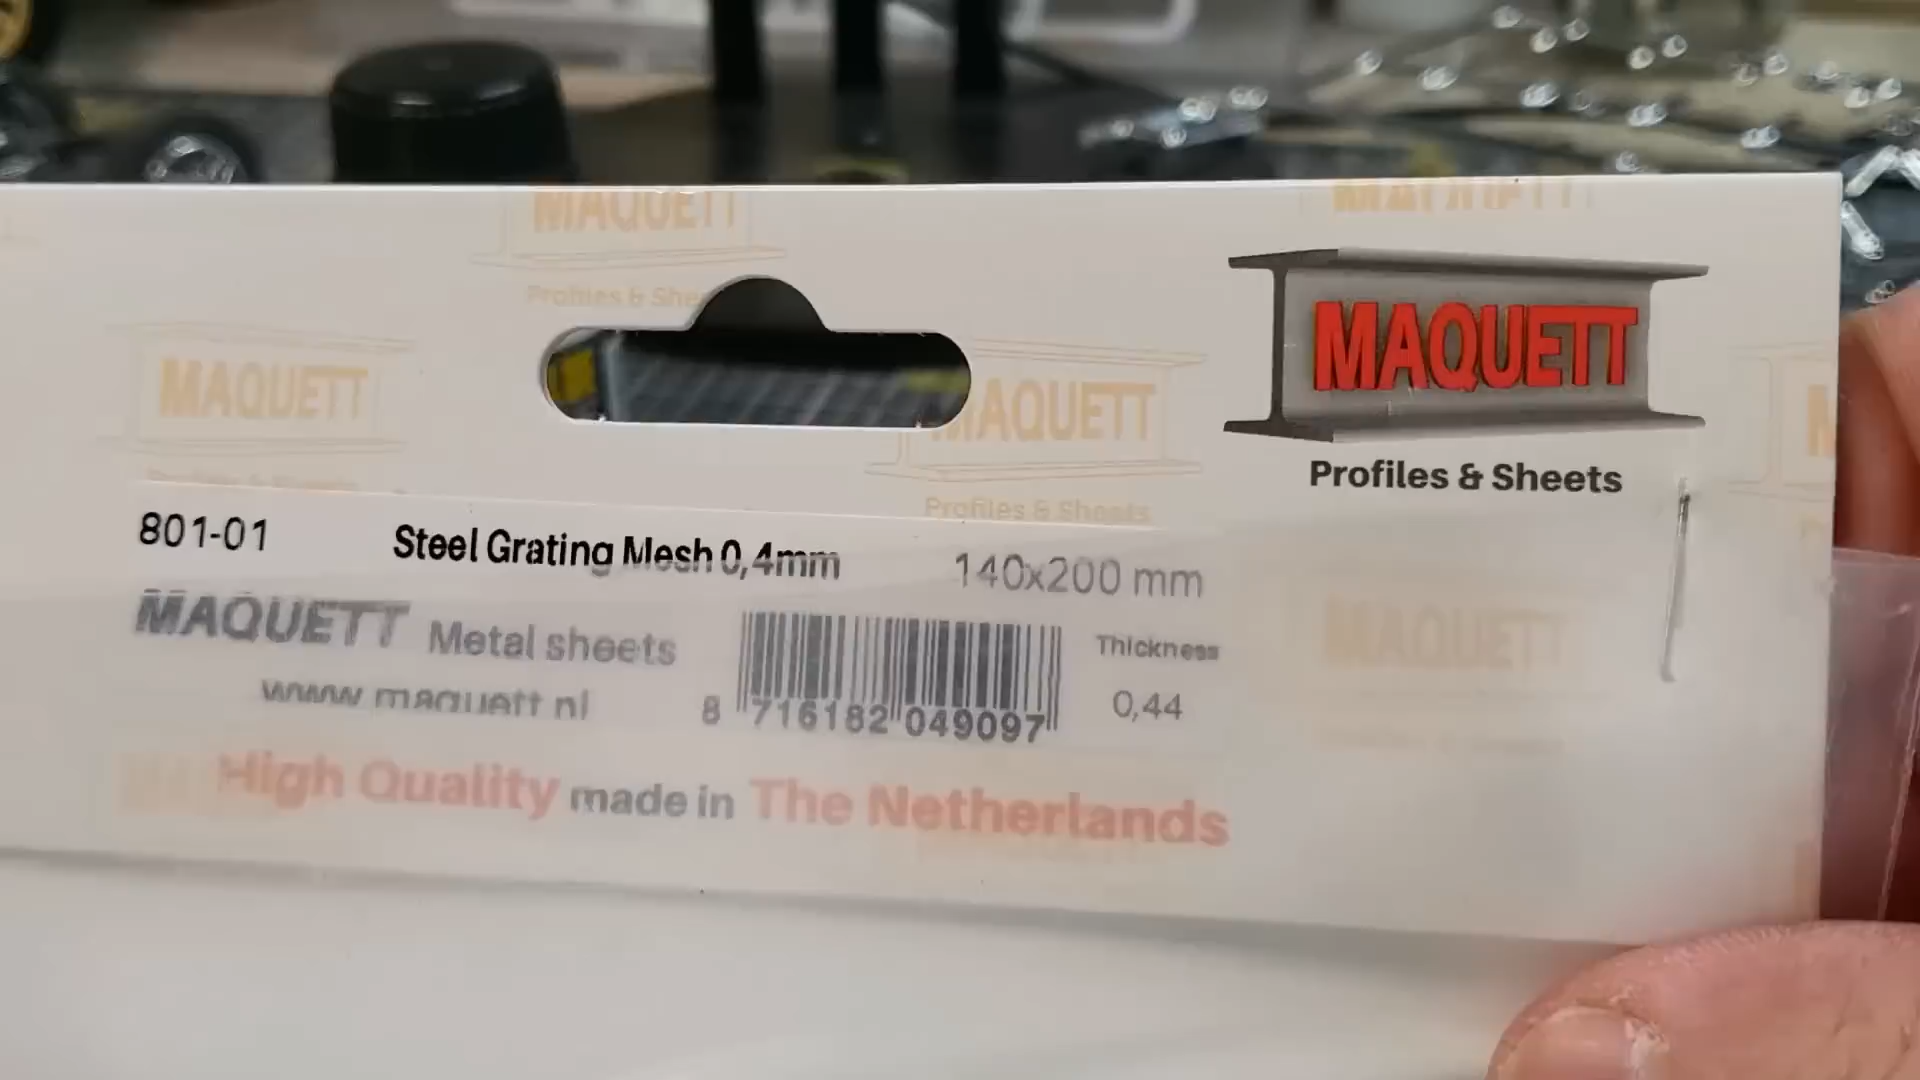 MAQUETT
Profiles & Sheets
801-01 Steel Grating Mesh 0,4mm 140x200 mm
MAQUETT Metal sheets
www.maquett.nl
Thickness
0,44
8 716182 049097
High Quality made in The Netherlands
MAQUETT
Profiles & She
MAQUETT
MAQUETT
Profiles & Sheets
MAQUETT